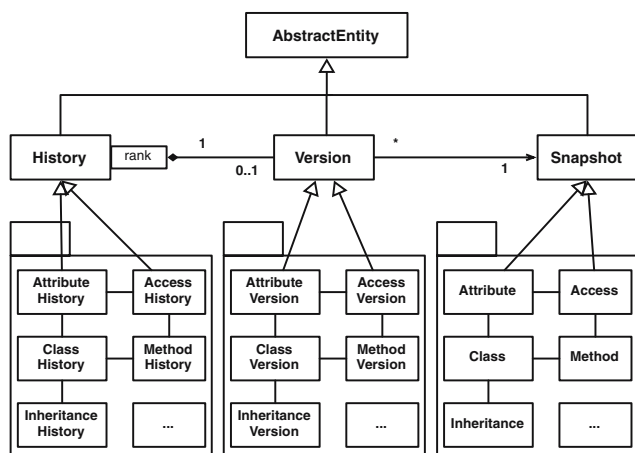 AbstractEntity
History
rank
1
0..1
Version
*
1
Snapshot
Attribute
History
Access
History
Class
History
Method
History
Inheritance
History
...
Attribute
Version
Access
Version
Class
Version
Method
Version
Inheritance
Version
...
Attribute
Access
Class
Method
Inheritance
...